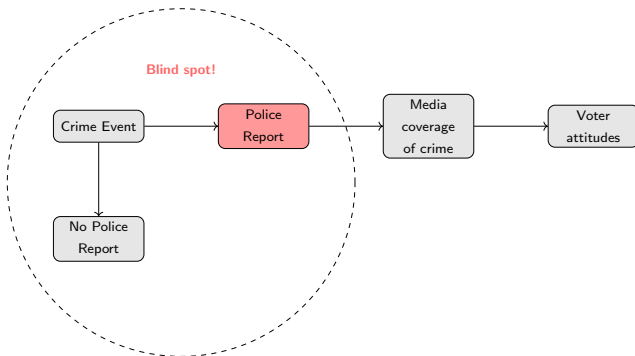 Blind spot!
Crime Event
Police
Report
Media
coverage
of crime
Voter
attitudes
No Police
Report